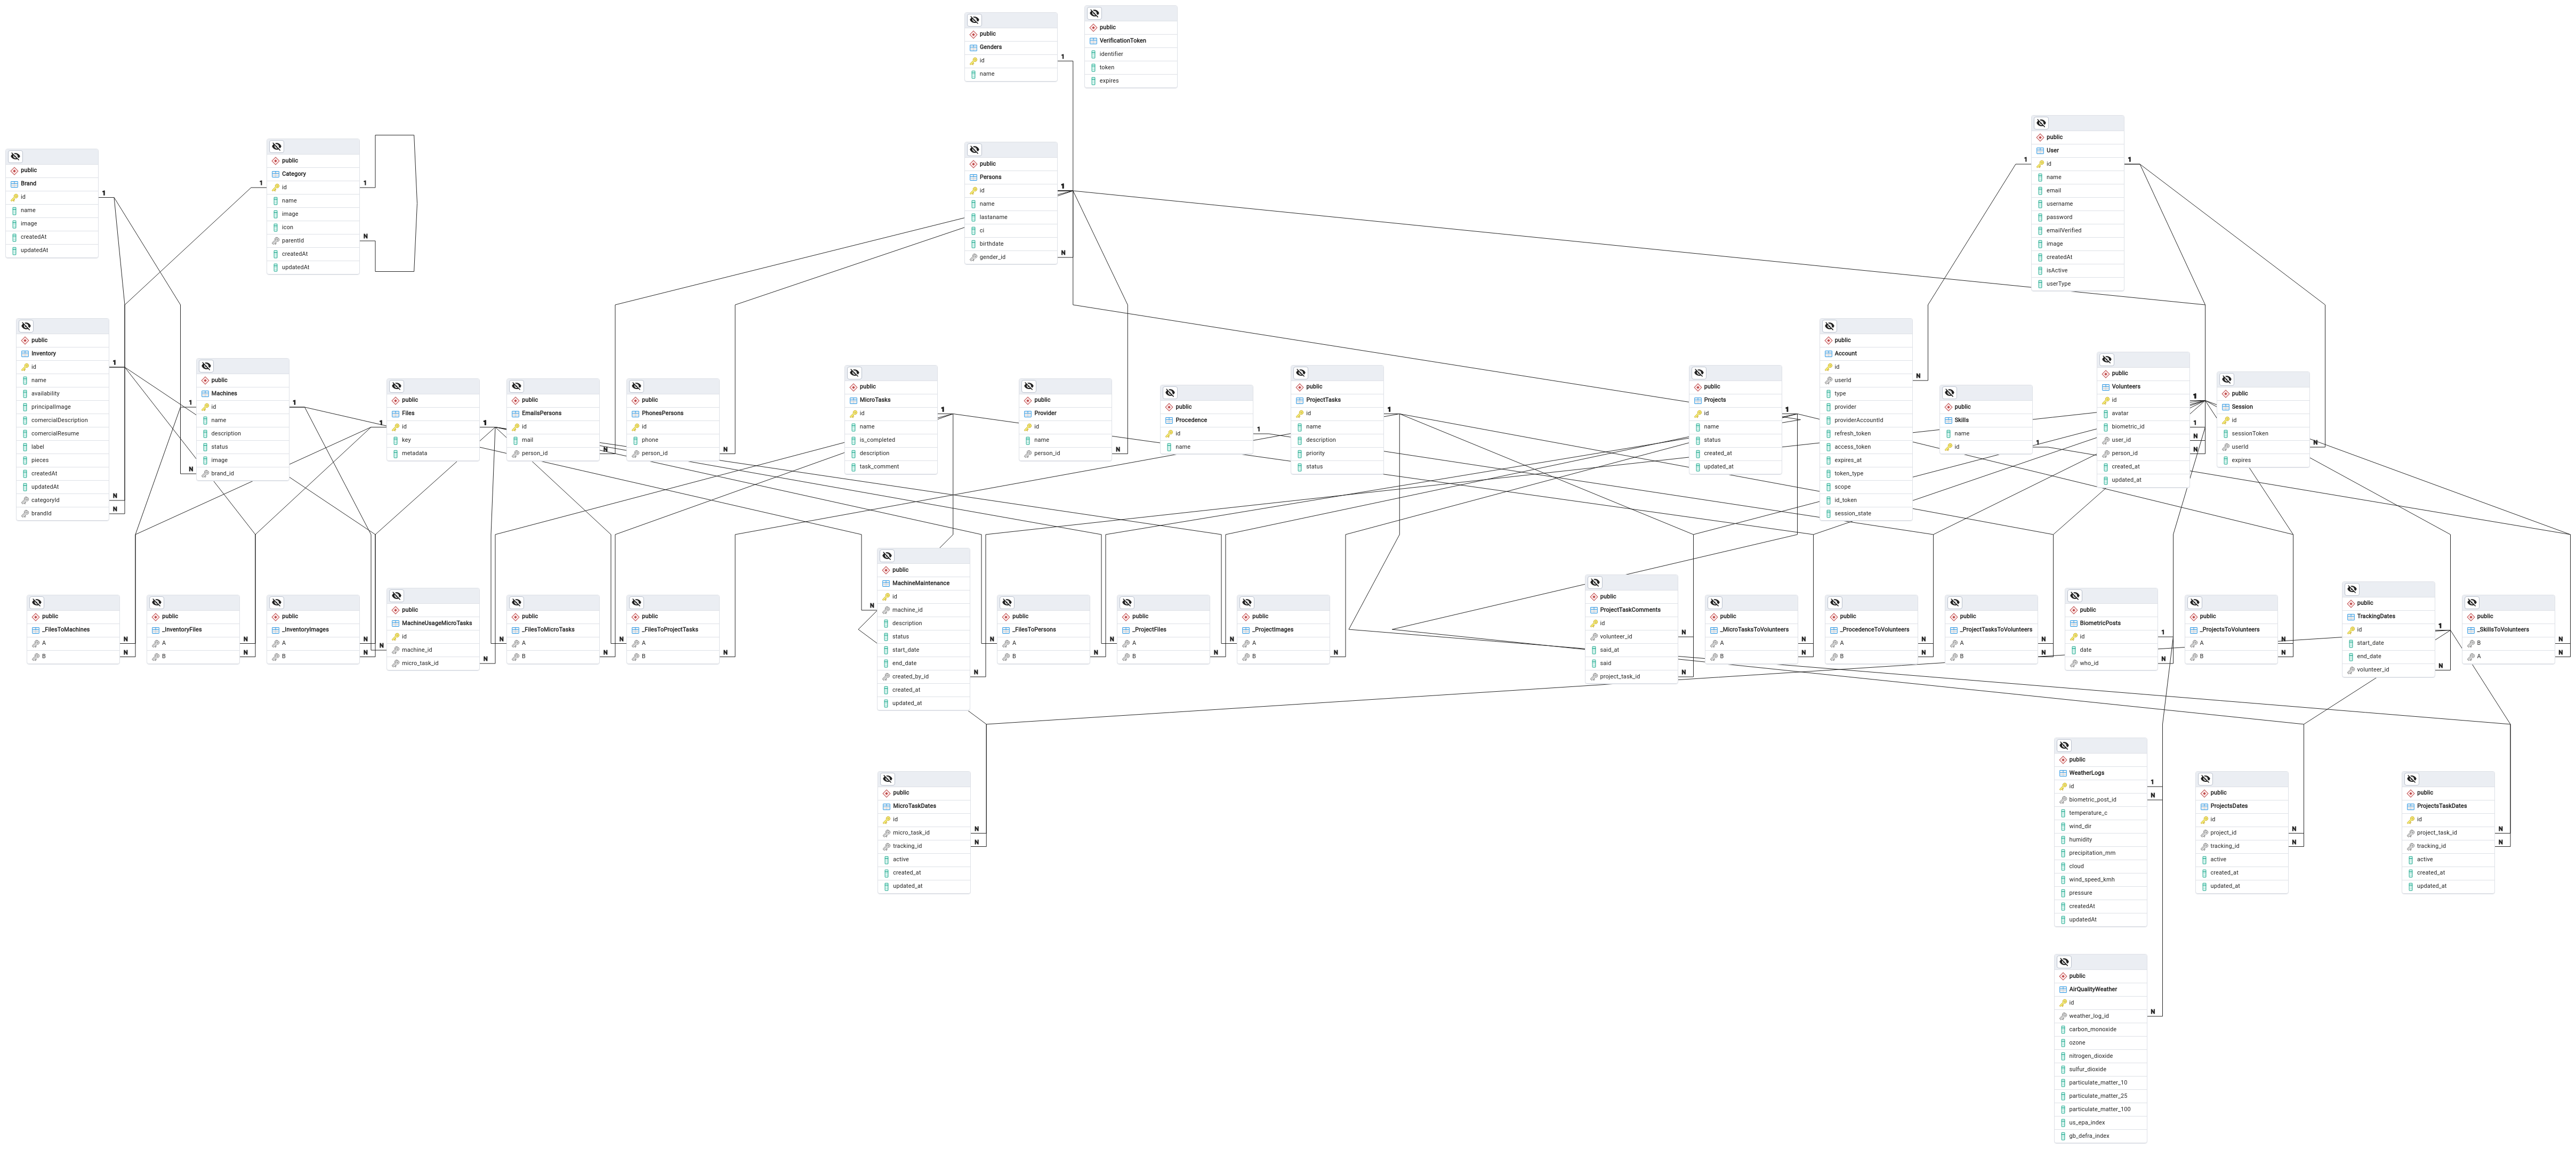 public
Genders
id
name
public
VerificationToken
identifier
token
expires
public
Brand
id
name
image
createdAt
updatedAt
public
Category
id
name
image
icon
parentId
createdAt
updatedAt
public
Persons
id
name
lastaname
ci
birthdate
gender_id
public
User
id
name
email
username
password
emailVerified
image
createdAt
isActive
userType
public
Inventory
id
name
availability
principalImage
comercialDescription
comercialResume
label
pieces
createdAt
updatedAt
categoryId
brandId
public
Machines
id
name
description
status
image
brand_id
public
Files
id
key
metadata
public
EmailsPersons
id
mail
person_id
public
PhonesPersons
id
phone
person_id
public
MicroTasks
id
name
is_completed
description
task_comment
public
Provider
id
name
person_id
public
Procedence
id
name
public
ProjectTasks
id
name
description
priority
status
public
Projects
id
name
status
created_at
updated_at
public
Account
id
userId
type
provider
providerAccountId
refresh_token
access_token
expires_at
token_type
scope
id_token
session_state
public
Skills
name
id
public
Volunteers
id
avatar
biometric_id
user_id
person_id
created_at
updated_at
public
Session
id
sessionToken
userId
expires
public
_FilesToMachines
A
B
public
_InventoryFiles
A
B
public
_InventoryImages
A
B
public
MachineUsageMicroTasks
id
machine_id
micro_task_id
public
_FilesToMicroTasks
A
B
public
_FilesToProjectTasks
A
B
public
MachineMaintenance
id
machine_id
description
status
start_date
end_date
created_by_id
created_at
updated_at
public
_FilesToPersons
A
B
public
_ProjectFiles
A
B
public
_ProjectImages
A
B
public
ProjectTaskComments
id
volunteer_id
said_at
said
project_task_id
public
_MicroTasksToVolunteers
A
B
public
_ProcedenceToVolunteers
A
B
public
_ProjectTasksToVolunteers
A
B
public
BiometricPosts
id
date
who_id
public
_ProjectsToVolunteers
A
B
public
TrackingDates
id
start_date
end_date
volunteer_id
public
_SkillsToVolunteers
B
A
public
MicroTaskDates
id
micro_task_id
tracking_id
active
created_at
updated_at
public
WeatherLogs
id
biometric_post_id
temperature_c
wind_dir
humidity
precipitation_mm
cloud
wind_speed_kmh
pressure
createdAt
updatedAt
public
ProjectsDates
id
project_id
tracking_id
active
created_at
updated_at
public
ProjectsTaskDates
id
project_task_id
tracking_id
active
created_at
updated_at
public
AirQualityWeather
id
weather_log_id
carbon_monoxide
ozone
nitrogen_dioxide
sulfur_dioxide
particulate_matter_10
particulate_matter_25
particulate_matter_100
us_epa_index
gb_defra_index